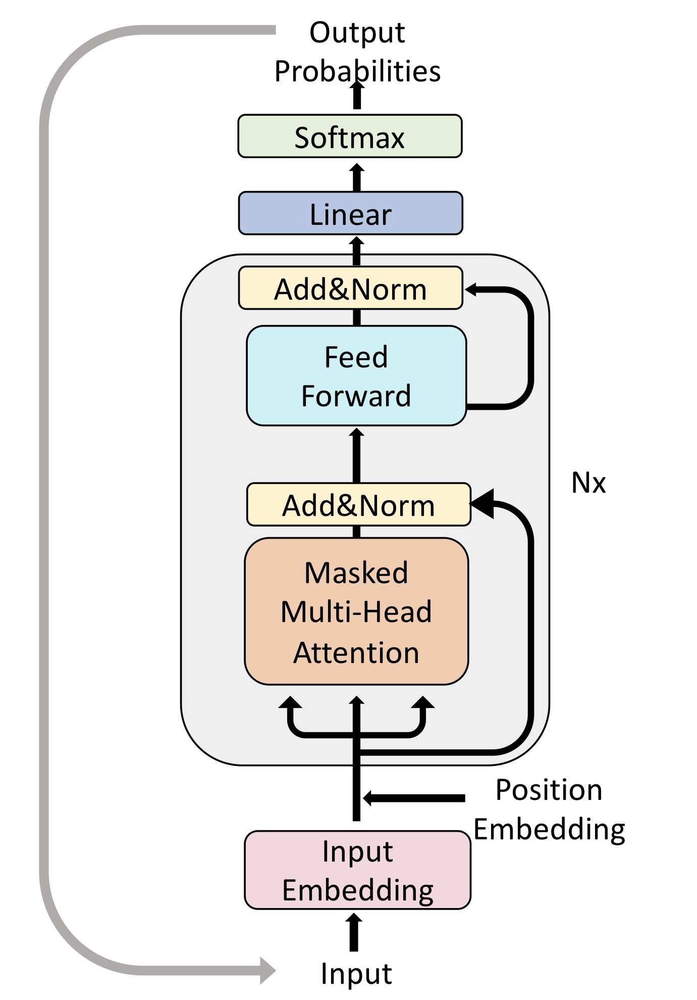 Output
Probabilities
Softmax
Linear
Add&Norm
Feed
Forward
Nx
Add&Norm
Masked
Multi-Head
Attention
Position
Embedding
Input
Embedding
Input